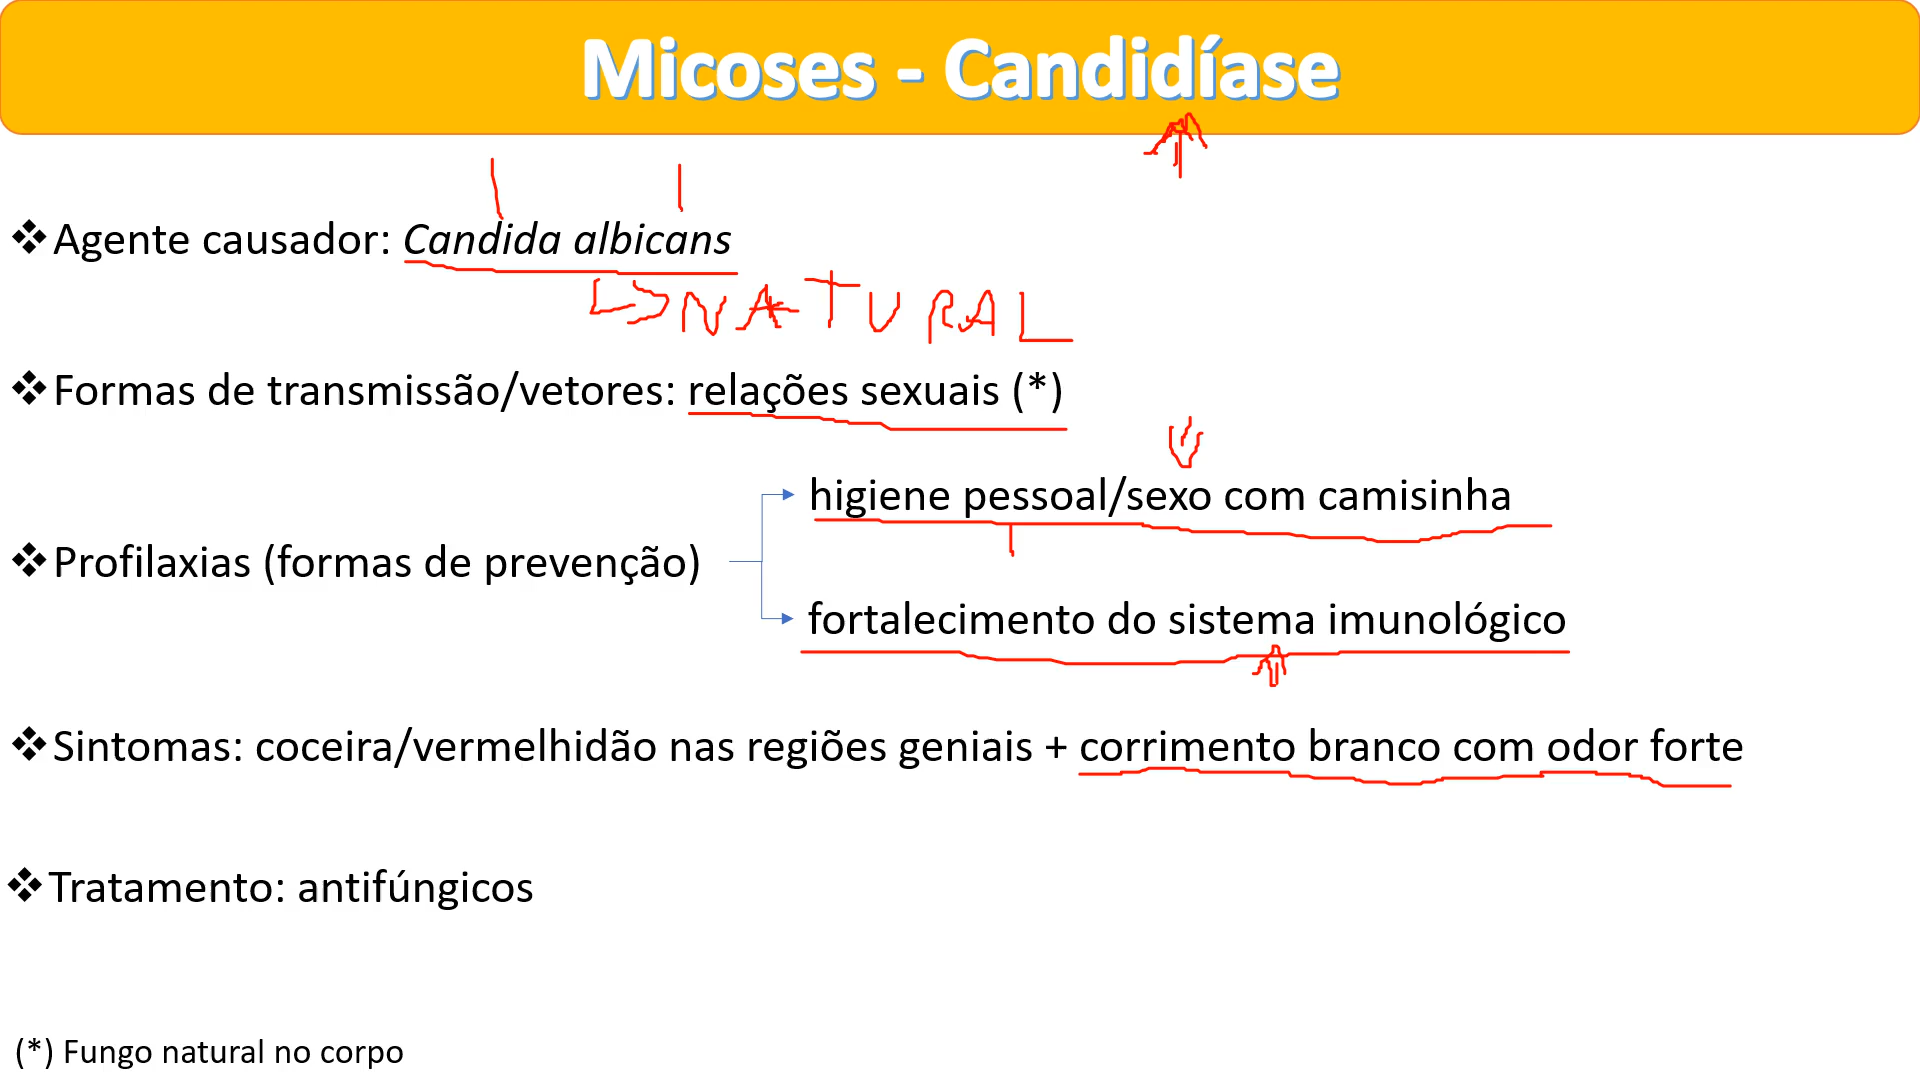 Micoses - Candidíase
❖Agente causador: Candida albicans
NATURAL
❖Formas de transmissão/vetores: relações sexuais (*)
higiene pessoal/sexo com camisinha
❖Profilaxias (formas de prevenção)
fortalecimento do sistema imunológico
❖Sintomas: coceira/vermelhidão nas regiões geniais + corrimento branco com odor forte
❖Tratamento: antifúngicos
(*) Fungo natural no corpo